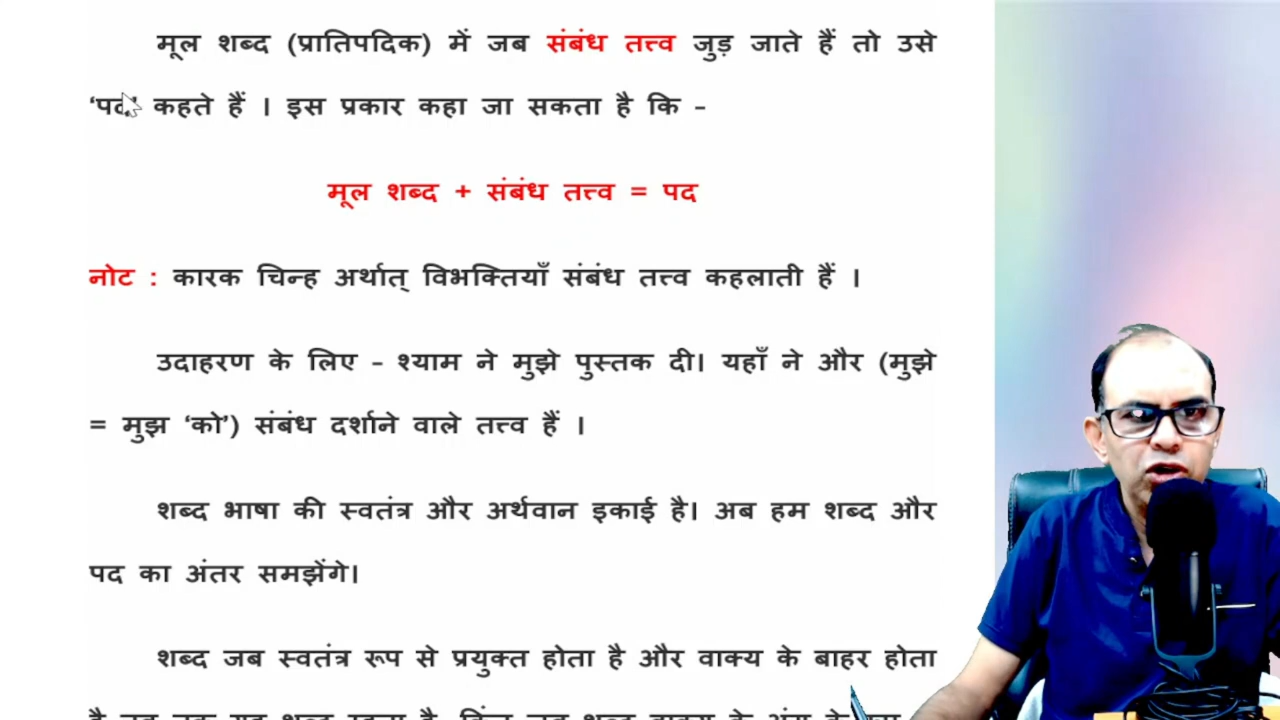 मूल शब्द (प्रातिपदिक) में जब संबंध तत्त्व जुड़ जाते हैं तो उसे
कहते हैं । इस प्रकार कहा जा सकता है कि –
मूल शब्द + संबंध तत्त्व = पद
नोट : कारक चिन्ह अर्थात् विभक्तियाँ संबंध तत्त्व कहलाती हैं ।
उदाहरण के लिए – श्याम ने मुझे पुस्तक दी। यहाँ ने और (मुझे
= मुझ ‘को’) संबंध दर्शाने वाले तत्त्व हैं ।
शब्द भाषा की स्वतंत्र और अर्थवान इकाई है। अब हम शब्द और
पद का अंतर समझेंगे।
शब्द जब स्वतंत्र रूप से प्रयुक्त होता है और वाक्य के बाहर होता